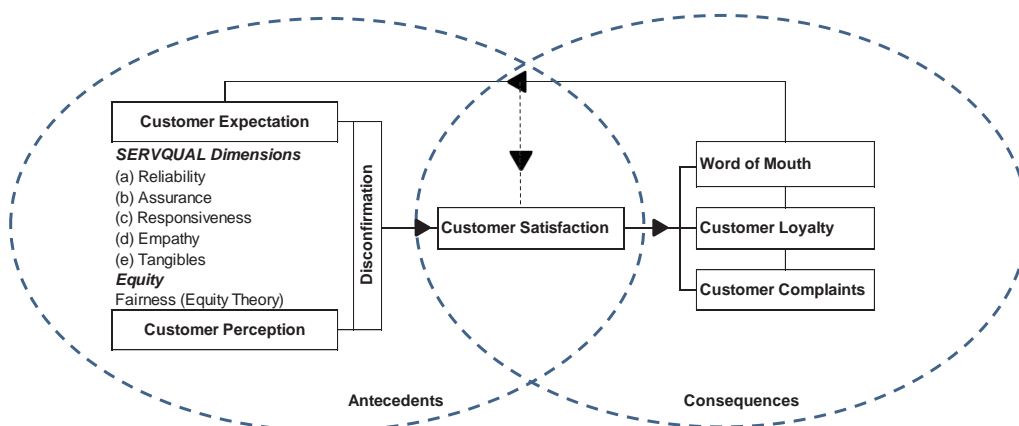 Customer Expectation
SERVQUAL Dimensions
(a) Reliability
(b) Assurance
(c) Responsiveness
(d) Empathy
(e) Tangibles
Equity
Fairness (Equity Theory)
Customer Perception
Disconfirmation
Customer Satisfaction
Word of Mouth
Customer Loyalty
Customer Complaints
Antecedents
Consequences